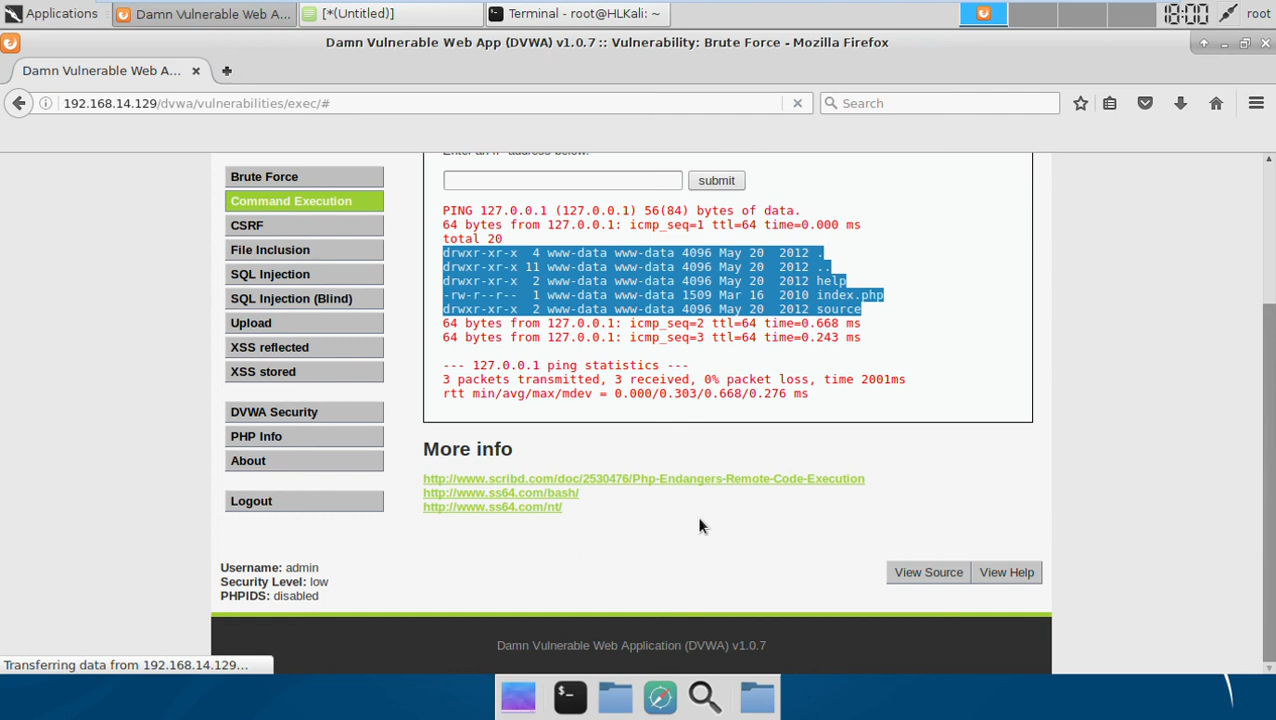 Applications
Damn Vulnerable Web A...
[*(Untitled)]
Terminal - root@HLKali: ~
18:00
root
Damn Vulnerable Web App (DVWA) v1.0.7 :: Vulnerability: Brute Force - Mozilla Firefox
Damn Vulnerable Web A...
192.168.14.129/dvwa/vulnerabilities/exec/#
Search
Enter an IP address below:
submit
Brute Force
Command Execution
CSRF
File Inclusion
SQL Injection
SQL Injection (Blind)
Upload
XSS reflected
XSS stored
DVWA Security
PHP Info
About
Logout
PING 127.0.0.1 (127.0.0.1) 56(84) bytes of data.
64 bytes from 127.0.0.1: icmp_seq=1 ttl=64 time=0.000 ms
total 20
drwxr-xr-x  4 www-data www-data 4096 May 20  2012 .
drwxr-xr-x 11 www-data www-data 4096 May 20  2012 ..
drwxr-xr-x  2 www-data www-data 4096 May 20  2012 help
-rw-r--r--  1 www-data www-data 1509 Mar 16  2010 index.php
drwxr-xr-x  2 www-data www-data 4096 May 20  2012 source
64 bytes from 127.0.0.1: icmp_seq=2 ttl=64 time=0.668 ms
64 bytes from 127.0.0.1: icmp_seq=3 ttl=64 time=0.243 ms
--- 127.0.0.1 ping statistics ---
3 packets transmitted, 3 received, 0% packet loss, time 2001ms
rtt min/avg/max/mdev = 0.000/0.303/0.668/0.276 ms
More info
http://www.scribd.com/doc/2530476/Php-Endangers-Remote-Code-Execution
http://www.ss64.com/bash/
http://www.ss64.com/nt/
Username: admin
Security Level: low
PHPIDS: disabled
View Source
View Help
Damn Vulnerable Web Application (DVWA) v1.0.7
Transferring data from 192.168.14.129...